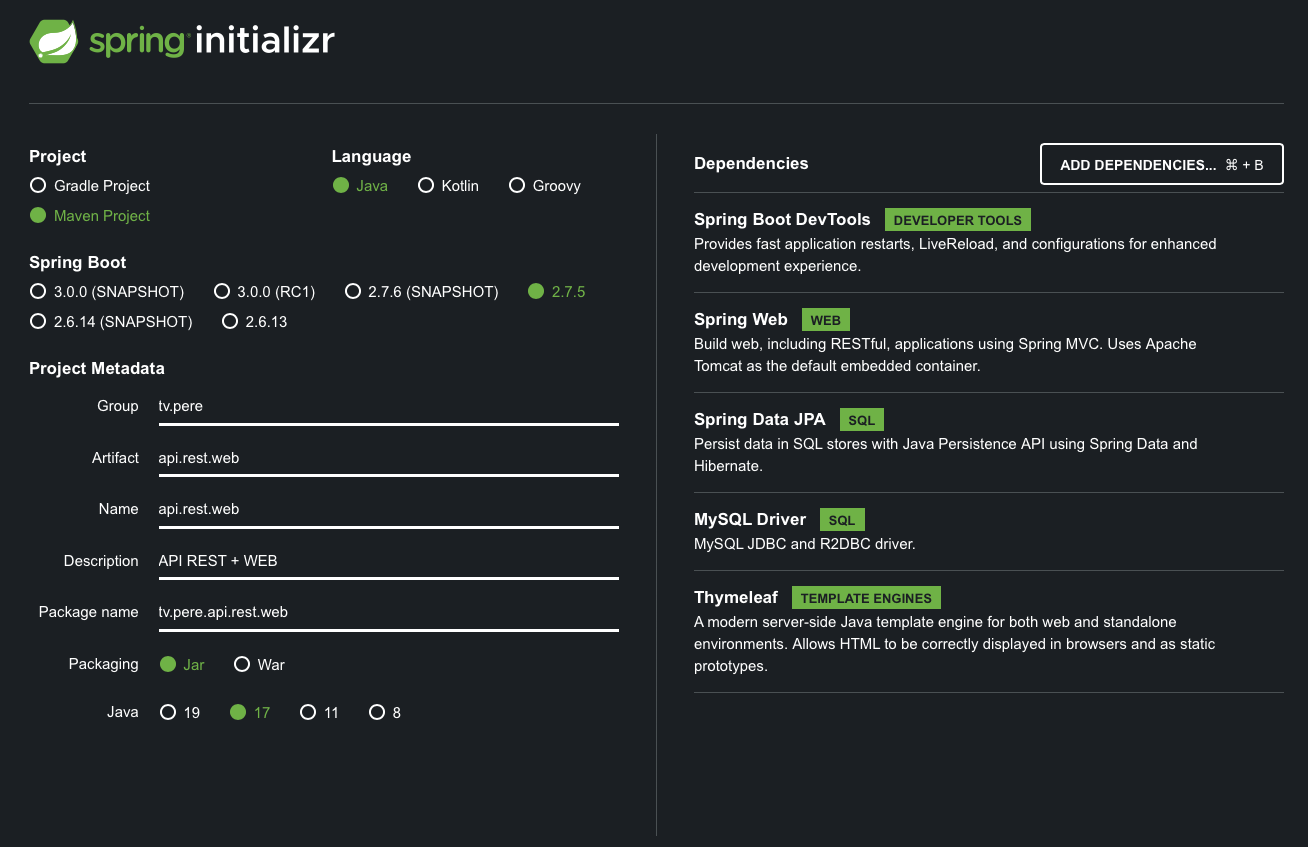 spring initializr
Project
Gradle Project
Maven Project
Language
Java Kotlin Groovy
Spring Boot
3.0.0 (SNAPSHOT) 3.0.0 (RC1) 2.7.6 (SNAPSHOT) 2.7.5
2.6.14 (SNAPSHOT) 2.6.13
Project Metadata
Group tv.pere
Artifact api.rest.web
Name api.rest.web
Description API REST + WEB
Package name tv.pere.api.rest.web
Packaging Jar War
Java 19 17 11 8
Dependencies ADD DEPENDENCIES... ⌘ + B
Spring Boot DevTools DEVELOPER TOOLS
Provides fast application restarts, LiveReload, and configurations for enhanced
development experience.
Spring Web WEB
Build web, including RESTful, applications using Spring MVC. Uses Apache
Tomcat as the default embedded container.
Spring Data JPA SQL
Persist data in SQL stores with Java Persistence API using Spring Data and
Hibernate.
MySQL Driver SQL
MySQL JDBC and R2DBC driver.
Thymeleaf TEMPLATE ENGINES
A modern server-side Java template engine for both web and standalone
environments. Allows HTML to be correctly displayed in browsers and as static
prototypes.